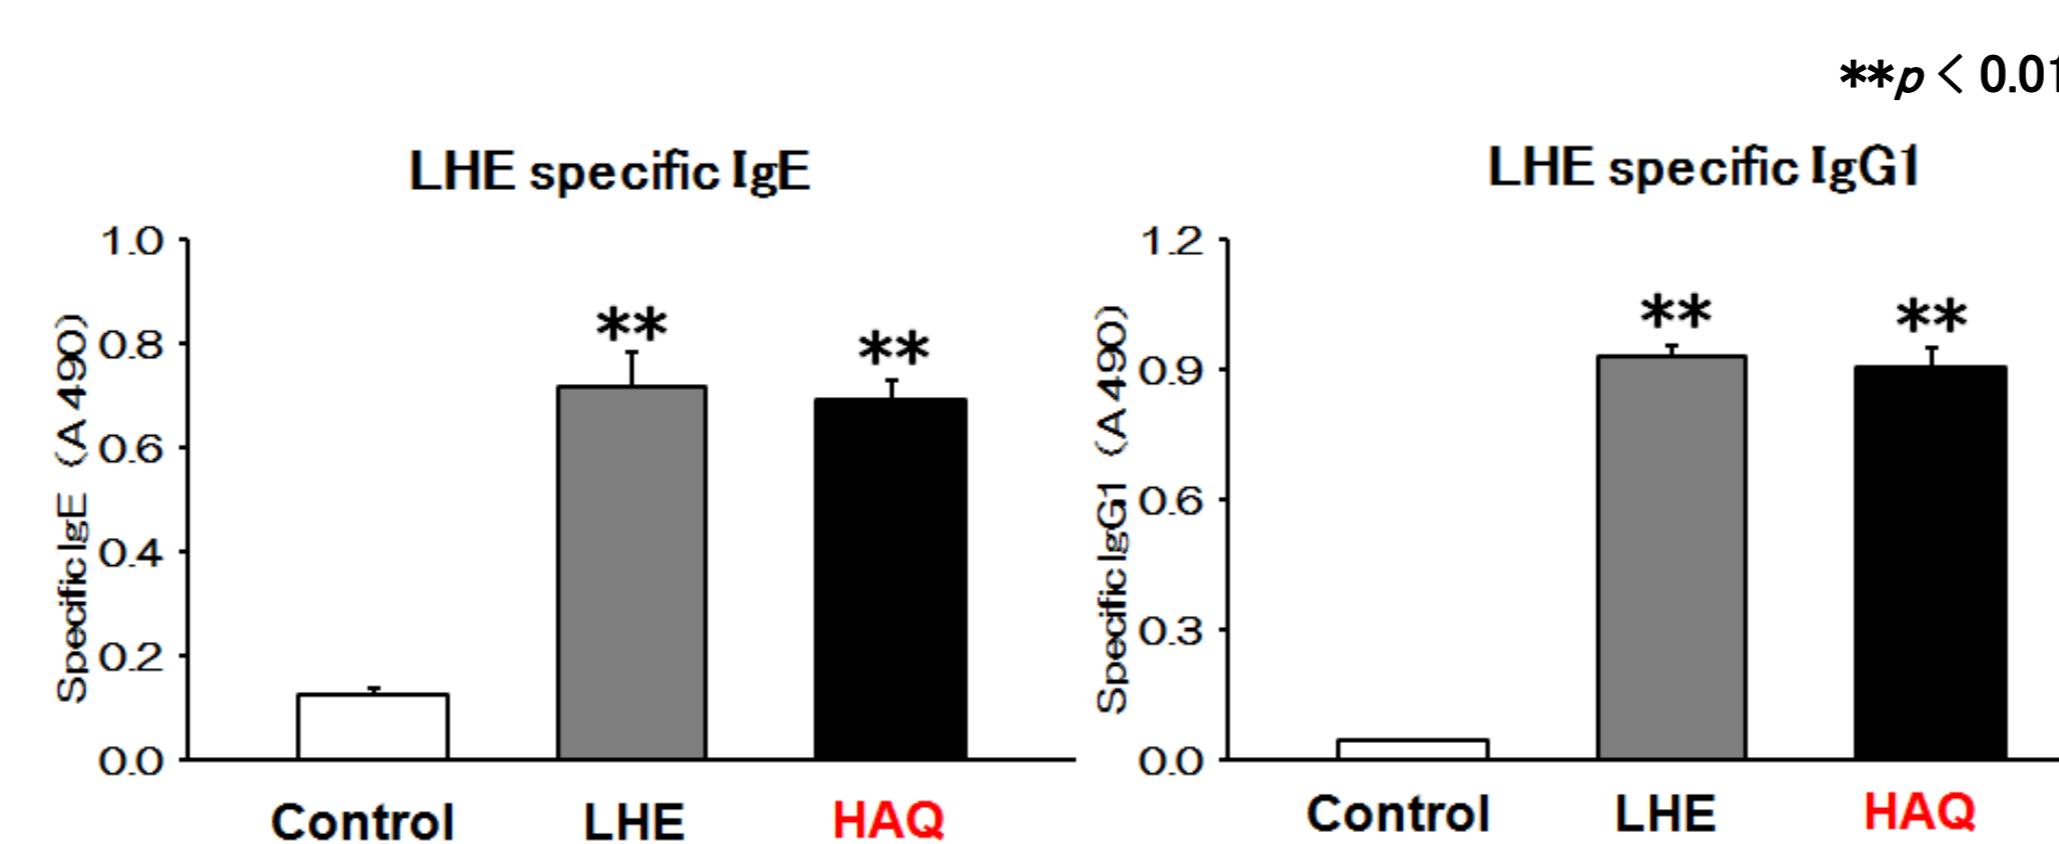 **p < 0.01
LHE specific IgE
LHE specific IgG1
Specific IgE (A 490)
1.0
0.8
0.6
0.4
0.2
0.0
**
**
Control LHE HAQ
Specific IgG1 (A 490)
1.2
0.9
0.6
0.3
0.0
**
**
Control LHE HAQ